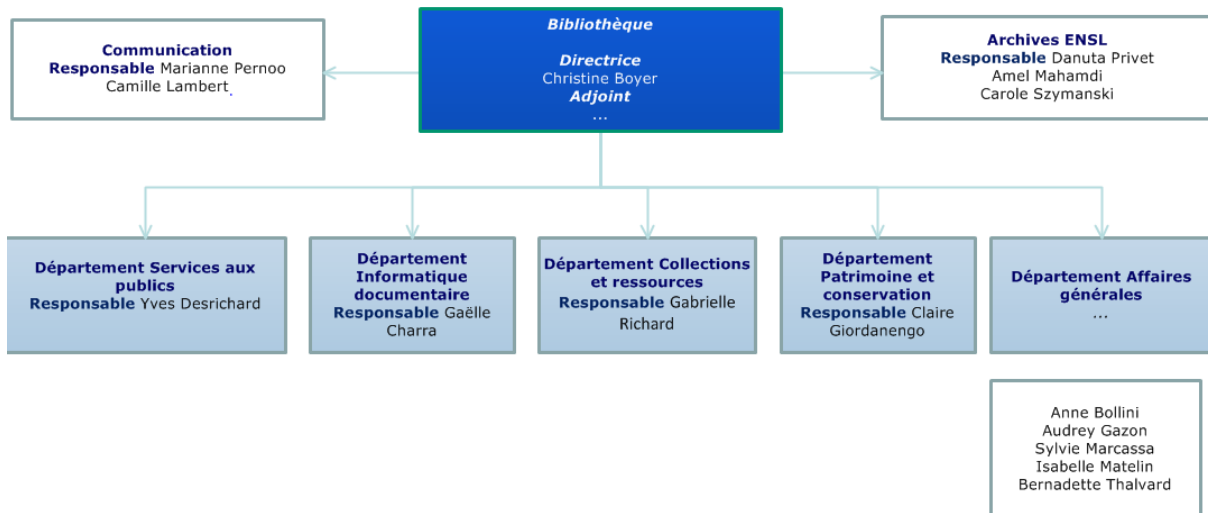 Bibliothèque
Directrice
Christine Boyer
Adjoint
...
Communication
Responsable Marianne Pernoo
Camille Lambert.
Archives ENSL
Responsable Danuta Privet
Amel Mahamdi
Carole Szymanski
Département Services aux
publics
Responsable Yves Desrichard
Département
Informatique
documentaire
Responsable Gaëlle
Charra
Département Collections
et ressources
Responsable Gabrielle
Richard
Département
Patrimoine et
conservation
Responsable Claire
Giordanengo
Département Affaires
générales
...
Anne Bollini
Audrey Gazon
Sylvie Marcassa
Isabelle Matelin
Bernadette Thalvard